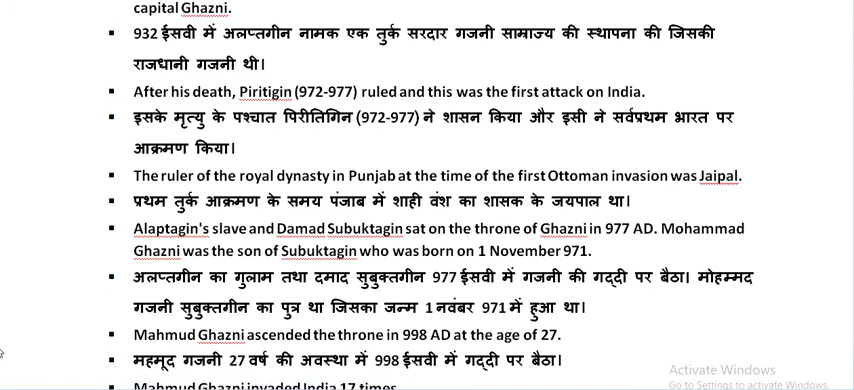 capital Ghazni.
▪ 932 ईसवी में अलप्तगीन नामक एक तुर्क सरदार गजनी साम्राज्य की स्थापना की जिसकी
राजधानी गजनी थी।
▪ After his death, Piritigin (972-977) ruled and this was the first attack on India.
▪ इसके मृत्यु के पश्चात पिरीतिगिन (972-977) ने शासन किया और इसी ने सर्वप्रथम भारत पर
आक्रमण किया।
▪ The ruler of the royal dynasty in Punjab at the time of the first Ottoman invasion was Jaipal.
▪ प्रथम तुर्क आक्रमण के समय पंजाब में शाही वंश का शासक के जयपाल था।
▪ Alaptagin's slave and Damad Subuktagin sat on the throne of Ghazni in 977 AD. Mohammad
Ghazni was the son of Subuktagin who was born on 1 November 971.
▪ अलप्तगीन का गुलाम तथा दमाद सुबुक्तगीन 977 ईसवी में गजनी की गद्दी पर बैठा। मोहम्मद
गजनी सुबुक्तगीन का पुत्र था जिसका जन्म 1 नवंबर 971 में हुआ था।
▪ Mahmud Ghazni ascended the throne in 998 AD at the age of 27.
▪ महमूद गजनी 27 वर्ष की अवस्था में 998 ईसवी में गद्दी पर बैठा।
▪ Mahmud Ghazni invaded India 17 times.
Activate Windows
Go to Settings to activate Windows.